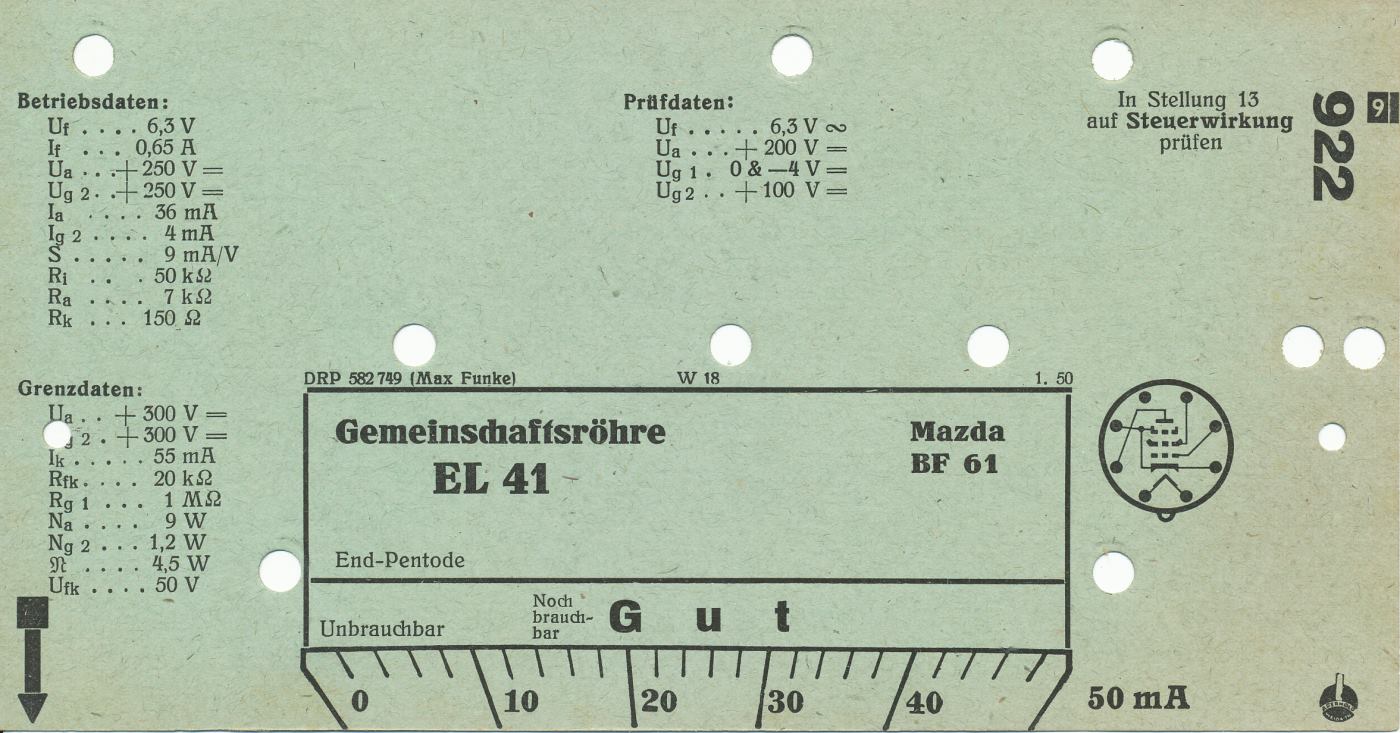 Betriebsdaten:
Uf . . . . 6,3 V
If . . . 0,65 A
Ua . . . + 250 V =
Ug 2 . . + 250 V =
Ia . . . . 36 mA
Ig 2 . . . . 4 mA
S . . . . . 9 mA/V
Ri . . . 50 kΩ
Ra . . . . 7 kΩ
Rk . . . 150 Ω
Grenzdaten:
Ua . . + 300 V =
g 2 . + 300 V =
Ik . . . . . 55 mA
Rfk . . . . 20 kΩ
Rg 1 . . . 1 MΩ
Na . . . . 9 W
Ng 2 . . . 1,2 W
𝔑 . . . . 4,5 W
Ufk . . . . 50 V
Prüfdaten:
Uf . . . . . 6,3 V ∾
Ua . . . + 200 V =
Ug 1 . 0 & —4 V =
Ug 2 . . + 100 V =
In Stellung 13
auf Steuerwirkung
prüfen
922
9
DRP 582 749 (Max Funke) W 18 1. 50
Gemeinschaftsröhre
EL 41
Mazda
BF 61
End-Pentode
Unbrauchbar
Noch
brauch-
bar
Gut
0 10 20 30 40 50 mA